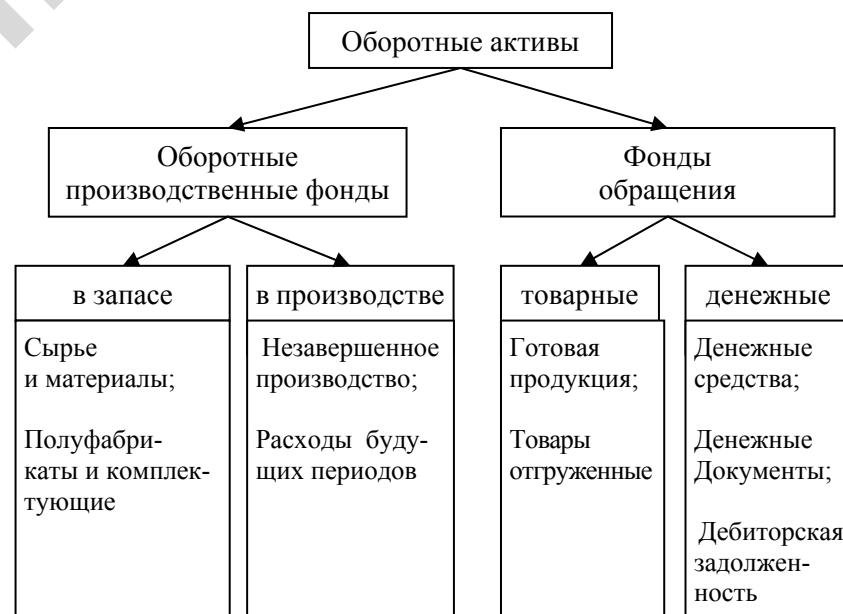 Оборотные активы
Оборотные
производственные фонды
Фонды
обращения
в запасе
в производстве
товарные
денежные
Сырье
и материалы;
Полуфабри-
каты и комплек-
тующие
Незавершенное
производство;
Расходы буду-
щих периодов
Готовая
продукция;
Товары
отгруженные
Денежные
средства;
Денежные
Документы;
Дебиторская
задолжен-
ность